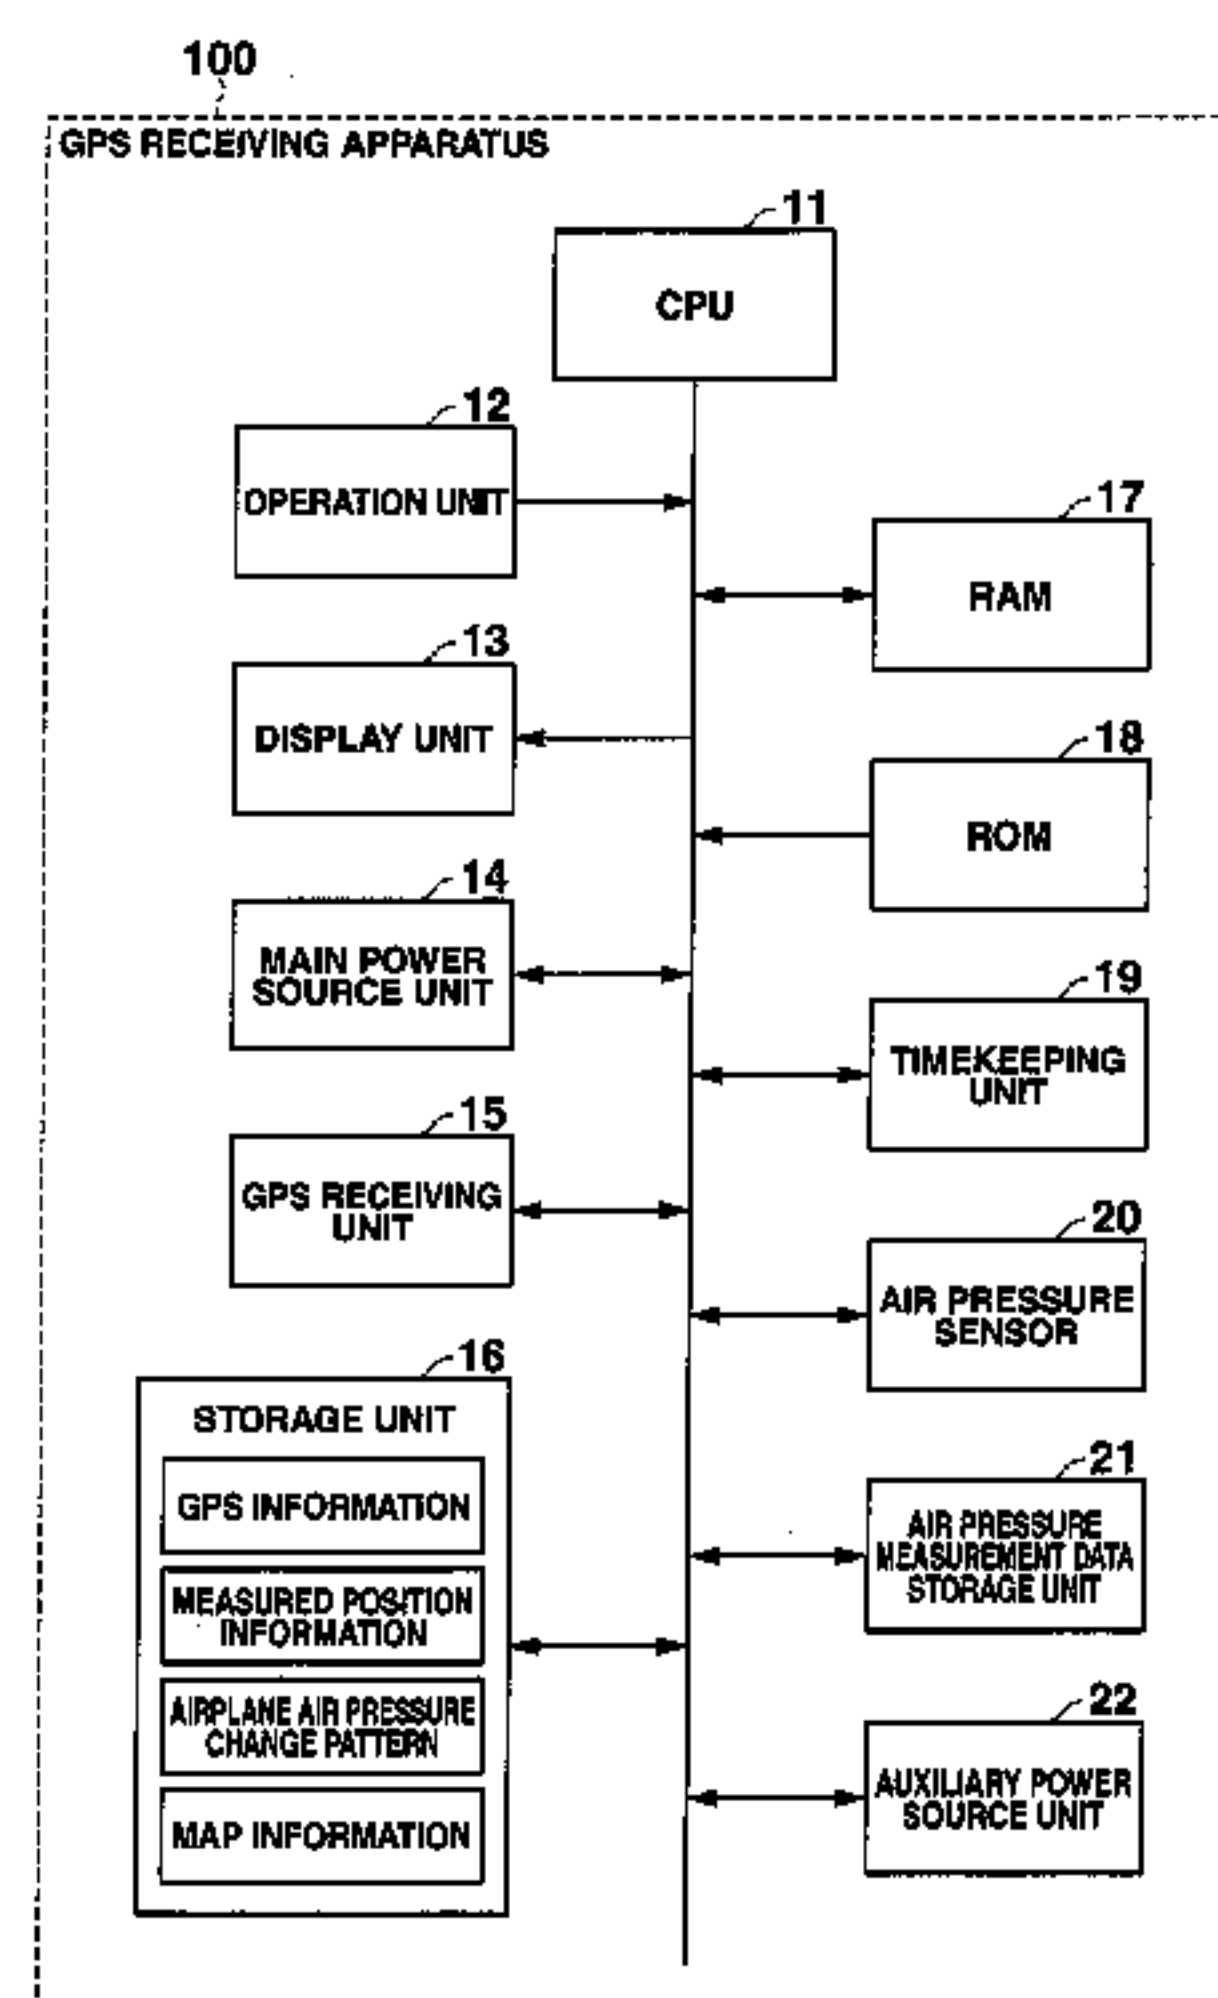 100
GPS RECEIVING APPARATUS
11
CPU
12
OPERATION UNIT
17
RAM
13
DISPLAY UNIT
18
ROM
14
MAIN POWER
SOURCE UNIT
19
TIMEKEEPING
UNIT
15
GPS RECEIVING
UNIT
20
AIR PRESSURE
SENSOR
16
STORAGE UNIT
GPS INFORMATION
MEASURED POSITION
INFORMATION
AIRPLANE AIR PRESSURE
CHANGE PATTERN
MAP INFORMATION
21
AIR PRESSURE
MEASUREMENT DATA
STORAGE UNIT
22
AUXILIARY POWER
SOURCE UNIT